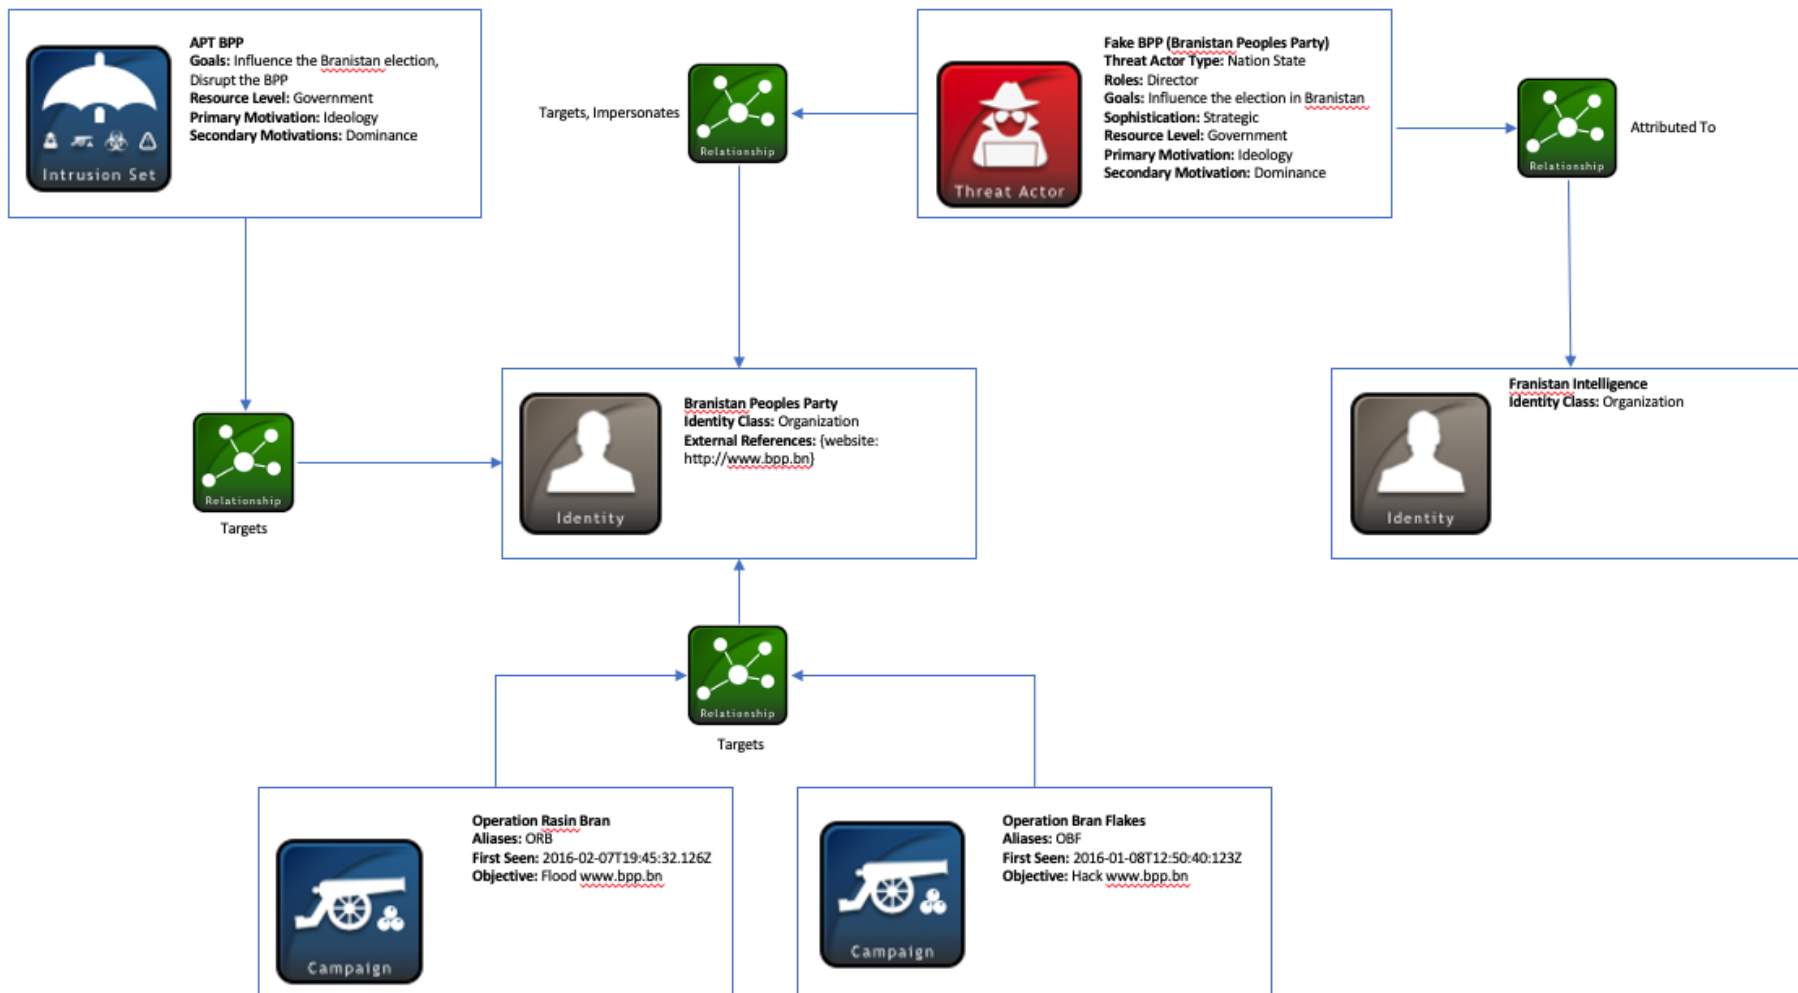 APT BPP
Goals: Influence the Branistan election,
Disrupt the BPP
Resource Level: Government
Primary Motivation: Ideology
Secondary Motivations: Dominance
Intrusion Set
Targets, Impersonates
Relationship
Fake BPP (Branistan Peoples Party)
Threat Actor Type: Nation State
Roles: Director
Goals: Influence the election in Branistan
Sophistication: Strategic
Resource Level: Government
Primary Motivation: Ideology
Secondary Motivation: Dominance
Threat Actor
Relationship
Attributed To
Relationship
Targets
Branistan Peoples Party
Identity Class: Organization
External References: {website:
http://www.bpp.bn}
Identity
Franistan Intelligence
Identity Class: Organization
Identity
Relationship
Targets
Operation Rasin Bran
Aliases: ORB
First Seen: 2016-02-07T19:45:32.126Z
Objective: Flood www.bpp.bn
Campaign
Operation Bran Flakes
Aliases: OBF
First Seen: 2016-01-08T12:50:40:123Z
Objective: Hack www.bpp.bn
Campaign